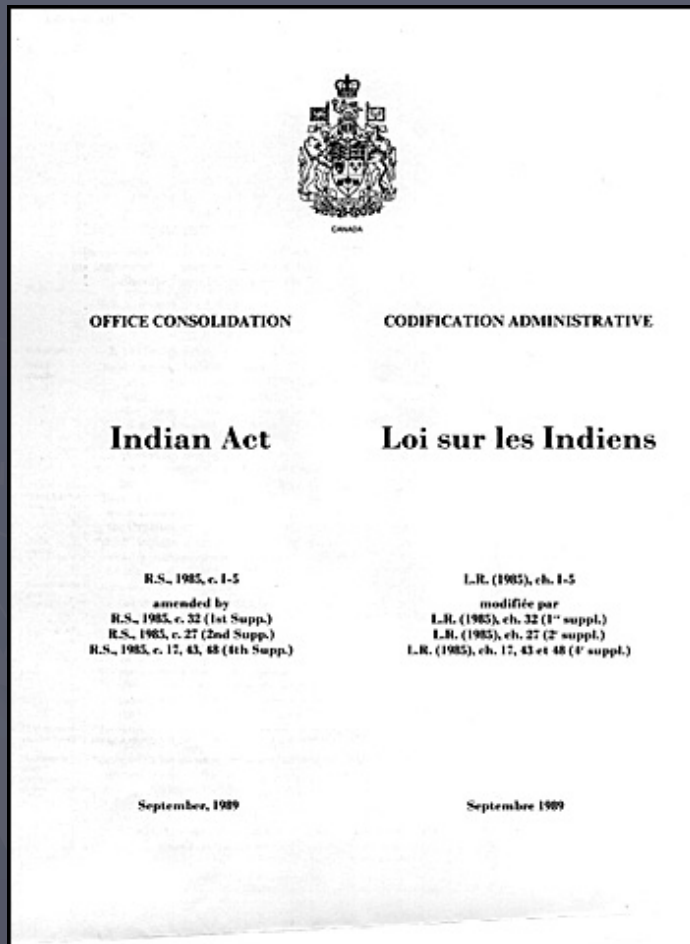 CANADA
OFFICE CONSOLIDATION
Indian Act
R.S., 1985, c. I-5
amended by
R.S., 1985, c. 32 (1st Supp.)
R.S., 1985, c. 27 (2nd Supp.)
R.S., 1985, c. 17, 43, 48 (4th Supp.)
September, 1989
CODIFICATION ADMINISTRATIVE
Loi sur les Indiens
L.R. (1985), ch. I-5
modifiée par
L.R. (1985), ch. 32 (1er suppl.)
L.R. (1985), ch. 27 (2e suppl.)
L.R. (1985), ch. 17, 43 et 48 (4e suppl.)
Septembre 1989